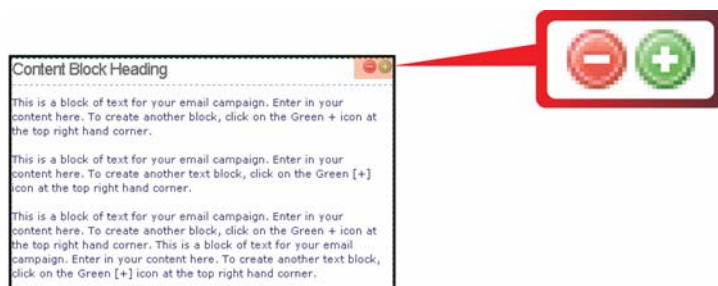 Content Block Heading
This is a block of text for your email campaign. Enter in your
content here. To create another block, click on the Green + icon at
the top right hand corner.
This is a block of text for your email campaign. Enter in your
content here. To create another text block, click on the Green [+]
icon at the top right hand corner.
This is a block of text for your email campaign. Enter in your
content here. To create another block, click on the Green + icon at
the top right hand corner. This is a block of text for your email
campaign. Enter in your content here. To create another text block,
click on the Green [+] icon at the top right hand corner.